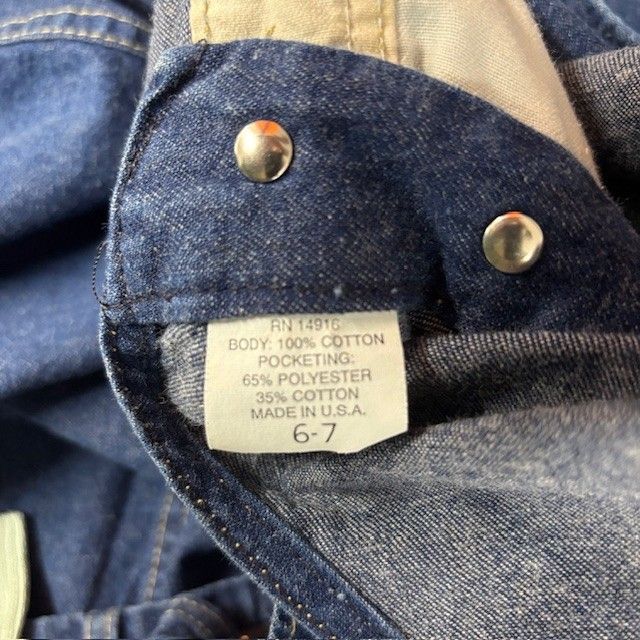 RN 14916
BODY: 100% COTTON
POCKETING:
65% POLYESTER
35% COTTON
MADE IN U.S.A.
6-7